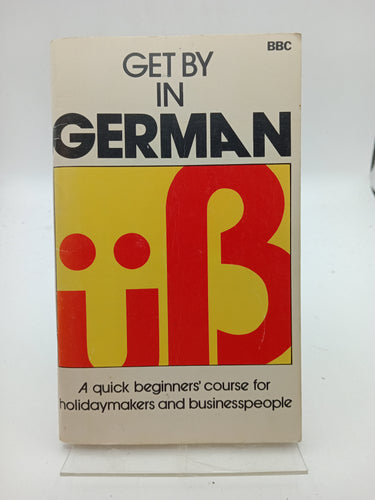 BBC
GET BY
IN
GERMAN
üß
A quick beginners' course for
holidaymakers and businesspeople